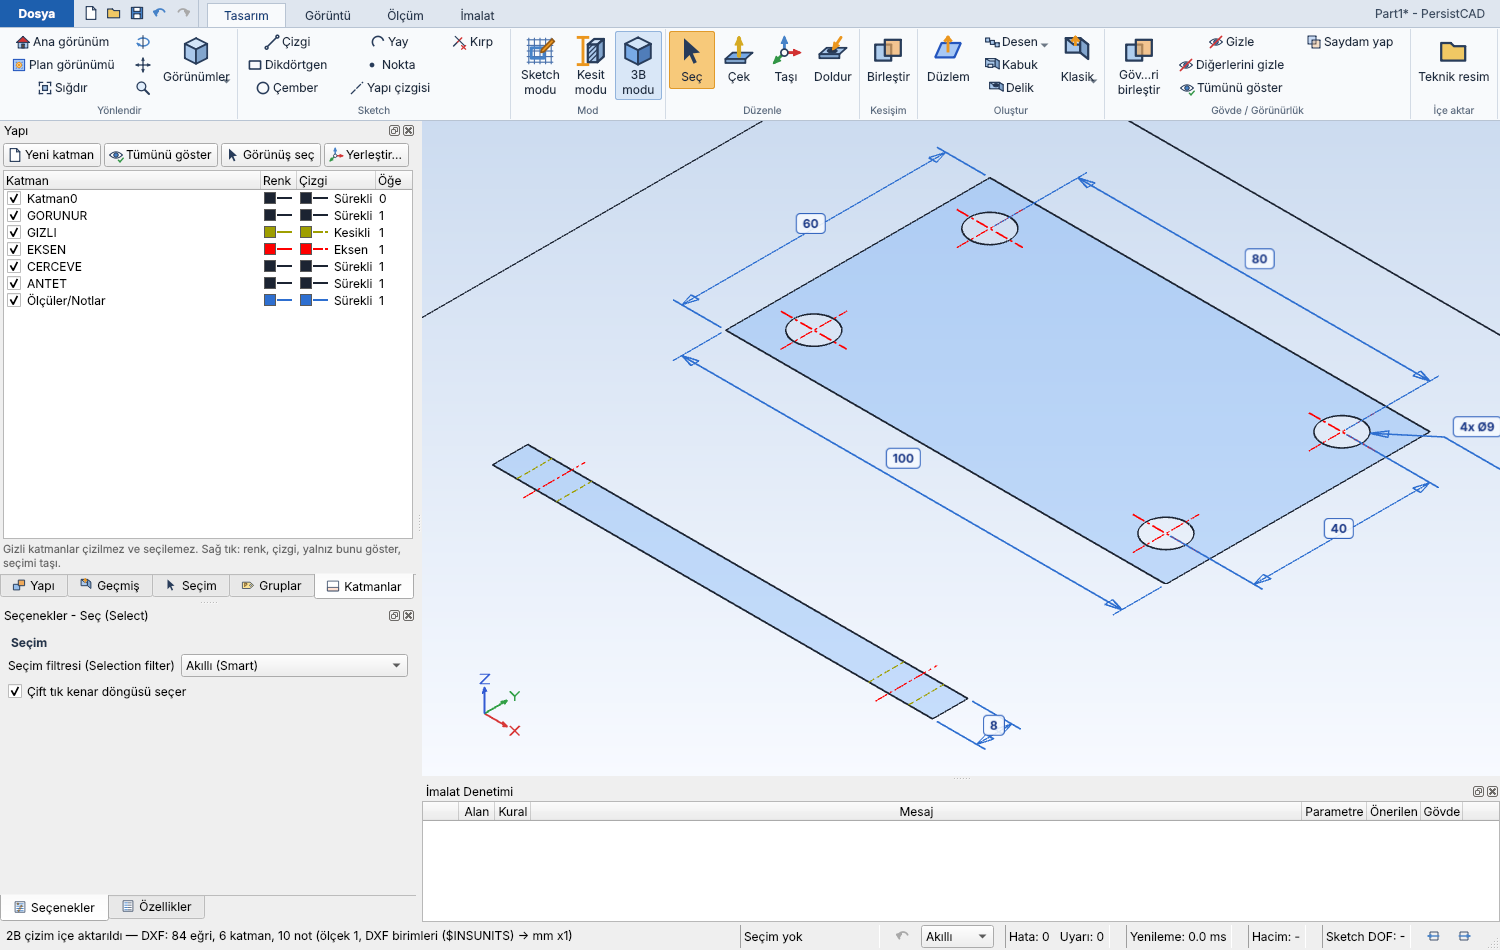 Dosya
Tasarım Görüntü Ölçüm İmalat
Part1* - PersistCAD
Ana görünüm
Plan görünümü
Sığdır
Görünümler
Yönlendir
Çizgi
Dikdörtgen
Çember
Yay
Nokta
Yapı çizgisi
Kırp
Sketch
Sketch modu
Kesit modu
3B modu
Mod
Seç
Çek
Taşı
Doldur
Düzenle
Birleştir
Kesişim
Düzlem
Desen
Kabuk
Delik
Klasik
Oluştur
Göv...ri birleştir
Gizle
Diğerlerini gizle
Tümünü göster
Saydam yap
Gövde / Görünürlük
Teknik resim
İçe aktar
Yapı
Yeni katman Tümünü göster Görünüş seç Yerleştir...
Katman Renk Çizgi Öğe
Katman0 Sürekli 0
GORUNUR Sürekli 1
GIZLI Kesikli 1
EKSEN Eksen 1
CERCEVE Sürekli 1
ANTET Sürekli 1
Ölçüler/Notlar Sürekli 1
Gizli katmanlar çizilmez ve seçilemez. Sağ tık: renk, çizgi, yalnız bunu göster,
seçimi taşı.
Yapı Geçmiş Seçim Gruplar Katmanlar
Seçenekler - Seç (Select)
Seçim
Seçim filtresi (Selection filter) Akıllı (Smart)
Çift tık kenar döngüsü seçer
Seçenekler Özellikler
60
80
4x Ø9
100
40
8
Z
Y
X
İmalat Denetimi
Alan Kural Mesaj Parametre Önerilen Gövde
2B çizim içe aktarıldı — DXF: 84 eğri, 6 katman, 10 not (ölçek 1, DXF birimleri ($INSUNITS) → mm x1)
Seçim yok
Akıllı
Hata: 0 Uyarı: 0
Yenileme: 0.0 ms
Hacim: -
Sketch DOF: -